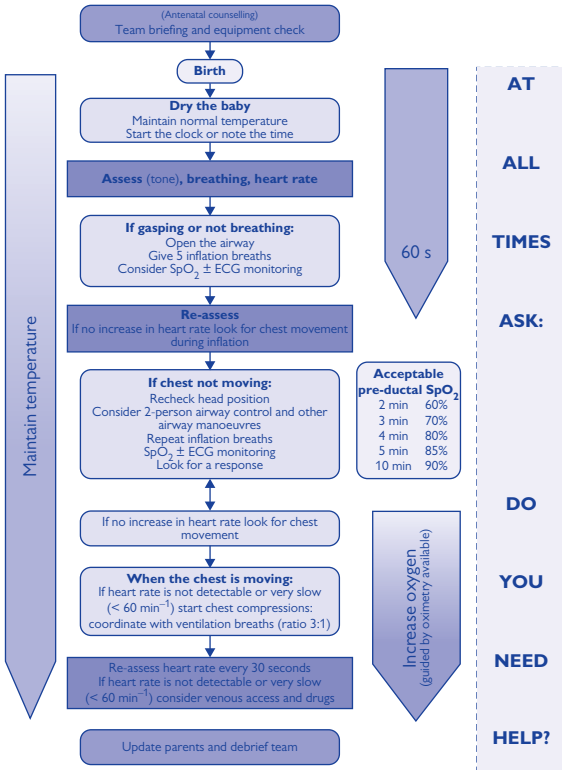 (Antenatal counselling)
Team briefing and equipment check
Birth
Dry the baby
Maintain normal temperature
Start the clock or note the time
Assess (tone), breathing, heart rate
If gasping or not breathing:
Open the airway
Give 5 inflation breaths
Consider SpO2 ± ECG monitoring
Re-assess
If no increase in heart rate look for chest movement
during inflation
If chest not moving:
Recheck head position
Consider 2-person airway control and other
airway manoeuvres
Repeat inflation breaths
SpO2 ± ECG monitoring
Look for a response
If no increase in heart rate look for chest
movement
When the chest is moving:
If heart rate is not detectable or very slow
(< 60 min⁻¹) start chest compressions:
coordinate with ventilation breaths (ratio 3:1)
Re-assess heart rate every 30 seconds
If heart rate is not detectable or very slow
(< 60 min⁻¹) consider venous access and drugs
Update parents and debrief team
Maintain temperature
60 s
Acceptable
pre-ductal SpO2
2 min 60%
3 min 70%
4 min 80%
5 min 85%
10 min 90%
Increase oxygen
(guided by oximetry available)
AT
ALL
TIMES
ASK:
DO
YOU
NEED
HELP?